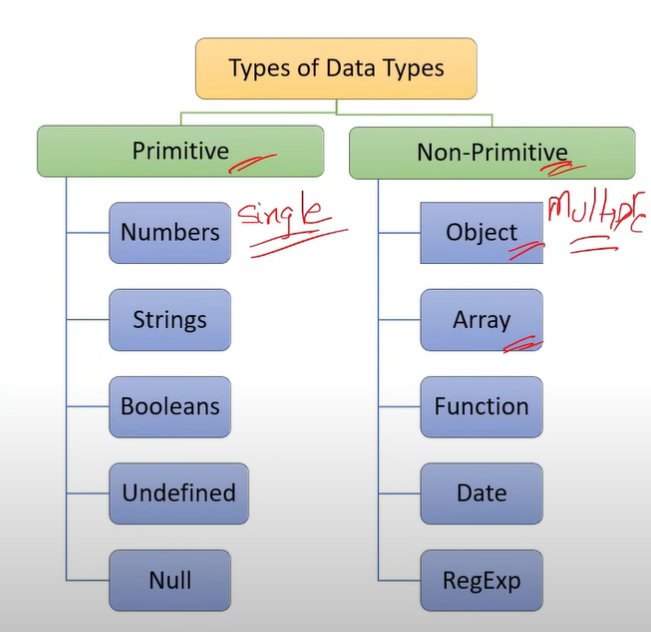 Types of Data Types
Primitive
Non-Primitive
Numbers
single
Object
Multiple
Strings
Array
Booleans
Function
Undefined
Date
Null
RegExp